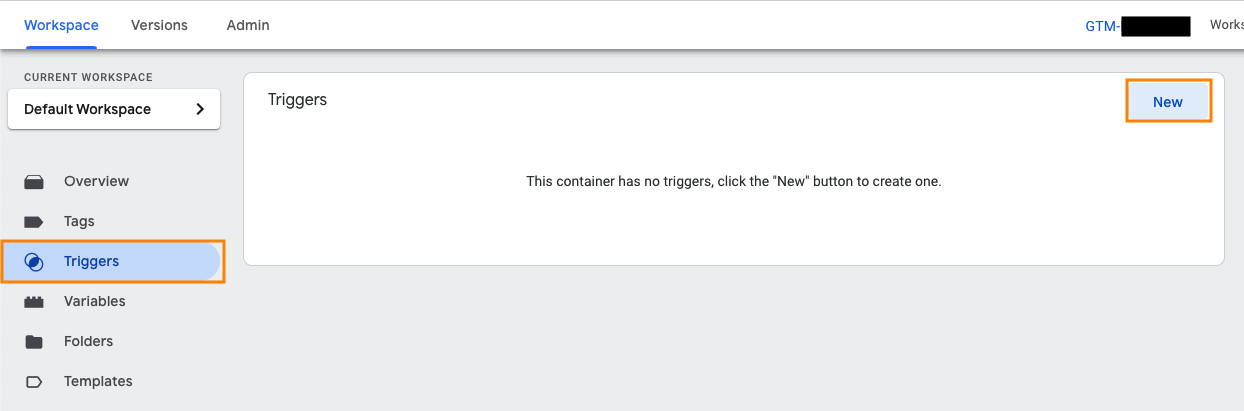 Workspace Versions Admin GTM- Works
CURRENT WORKSPACE
Default Workspace
Triggers New
This container has no triggers, click the "New" button to create one.
Overview
Tags
Triggers
Variables
Folders
Templates